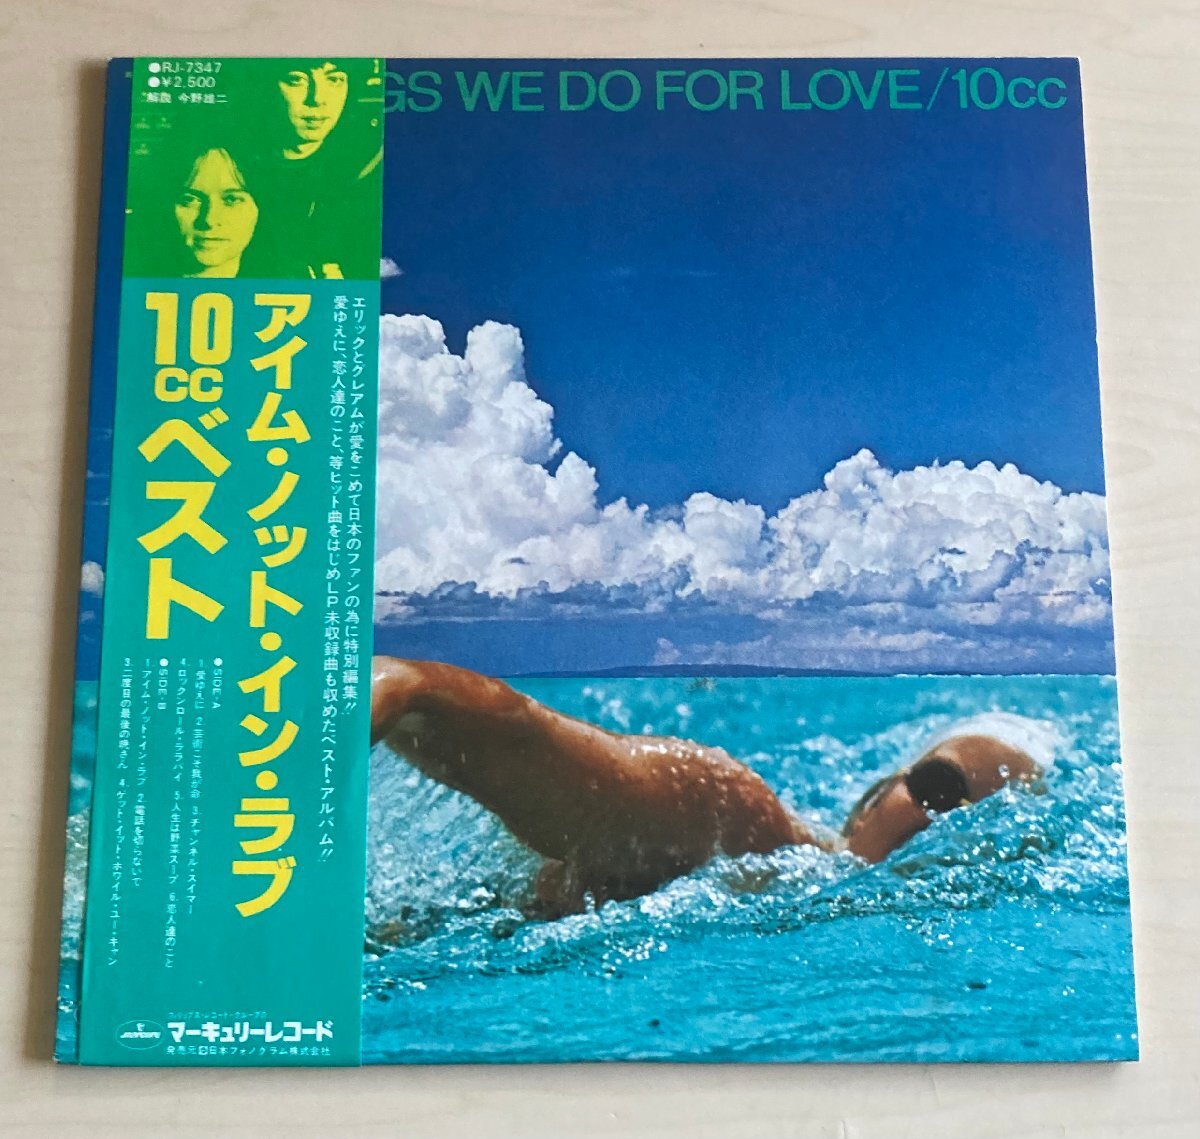 ●RJ-7347
●¥2,500
解説 今野雄二
GS WE DO FOR LOVE/10cc
エリックとグレアムが愛をこめて日本のファンの為に特別編集!!
愛ゆえに、恋人達のこと、等ヒット曲をはじめLP未収録曲も収めたベスト・アルバム!!
アイム・ノット・イン・ラブ
10cc ベスト
●SIDE-A
1. 愛ゆえに 2. 芸術こそ我が命 3. チャンネル・スイマー
4. ロックンロール・ララバイ 5. 人生は野菜スープ 6. 恋人達のこと
●SIDE-B
1. アイム・ノット・イン・ラブ 2. 電話を切らないで
3. 二度目の最後の晩さん 4. ゲット・イット・ホワイル・ユー・キャン
マーキュリーレコード
発売元 日本フォノグラム株式会社